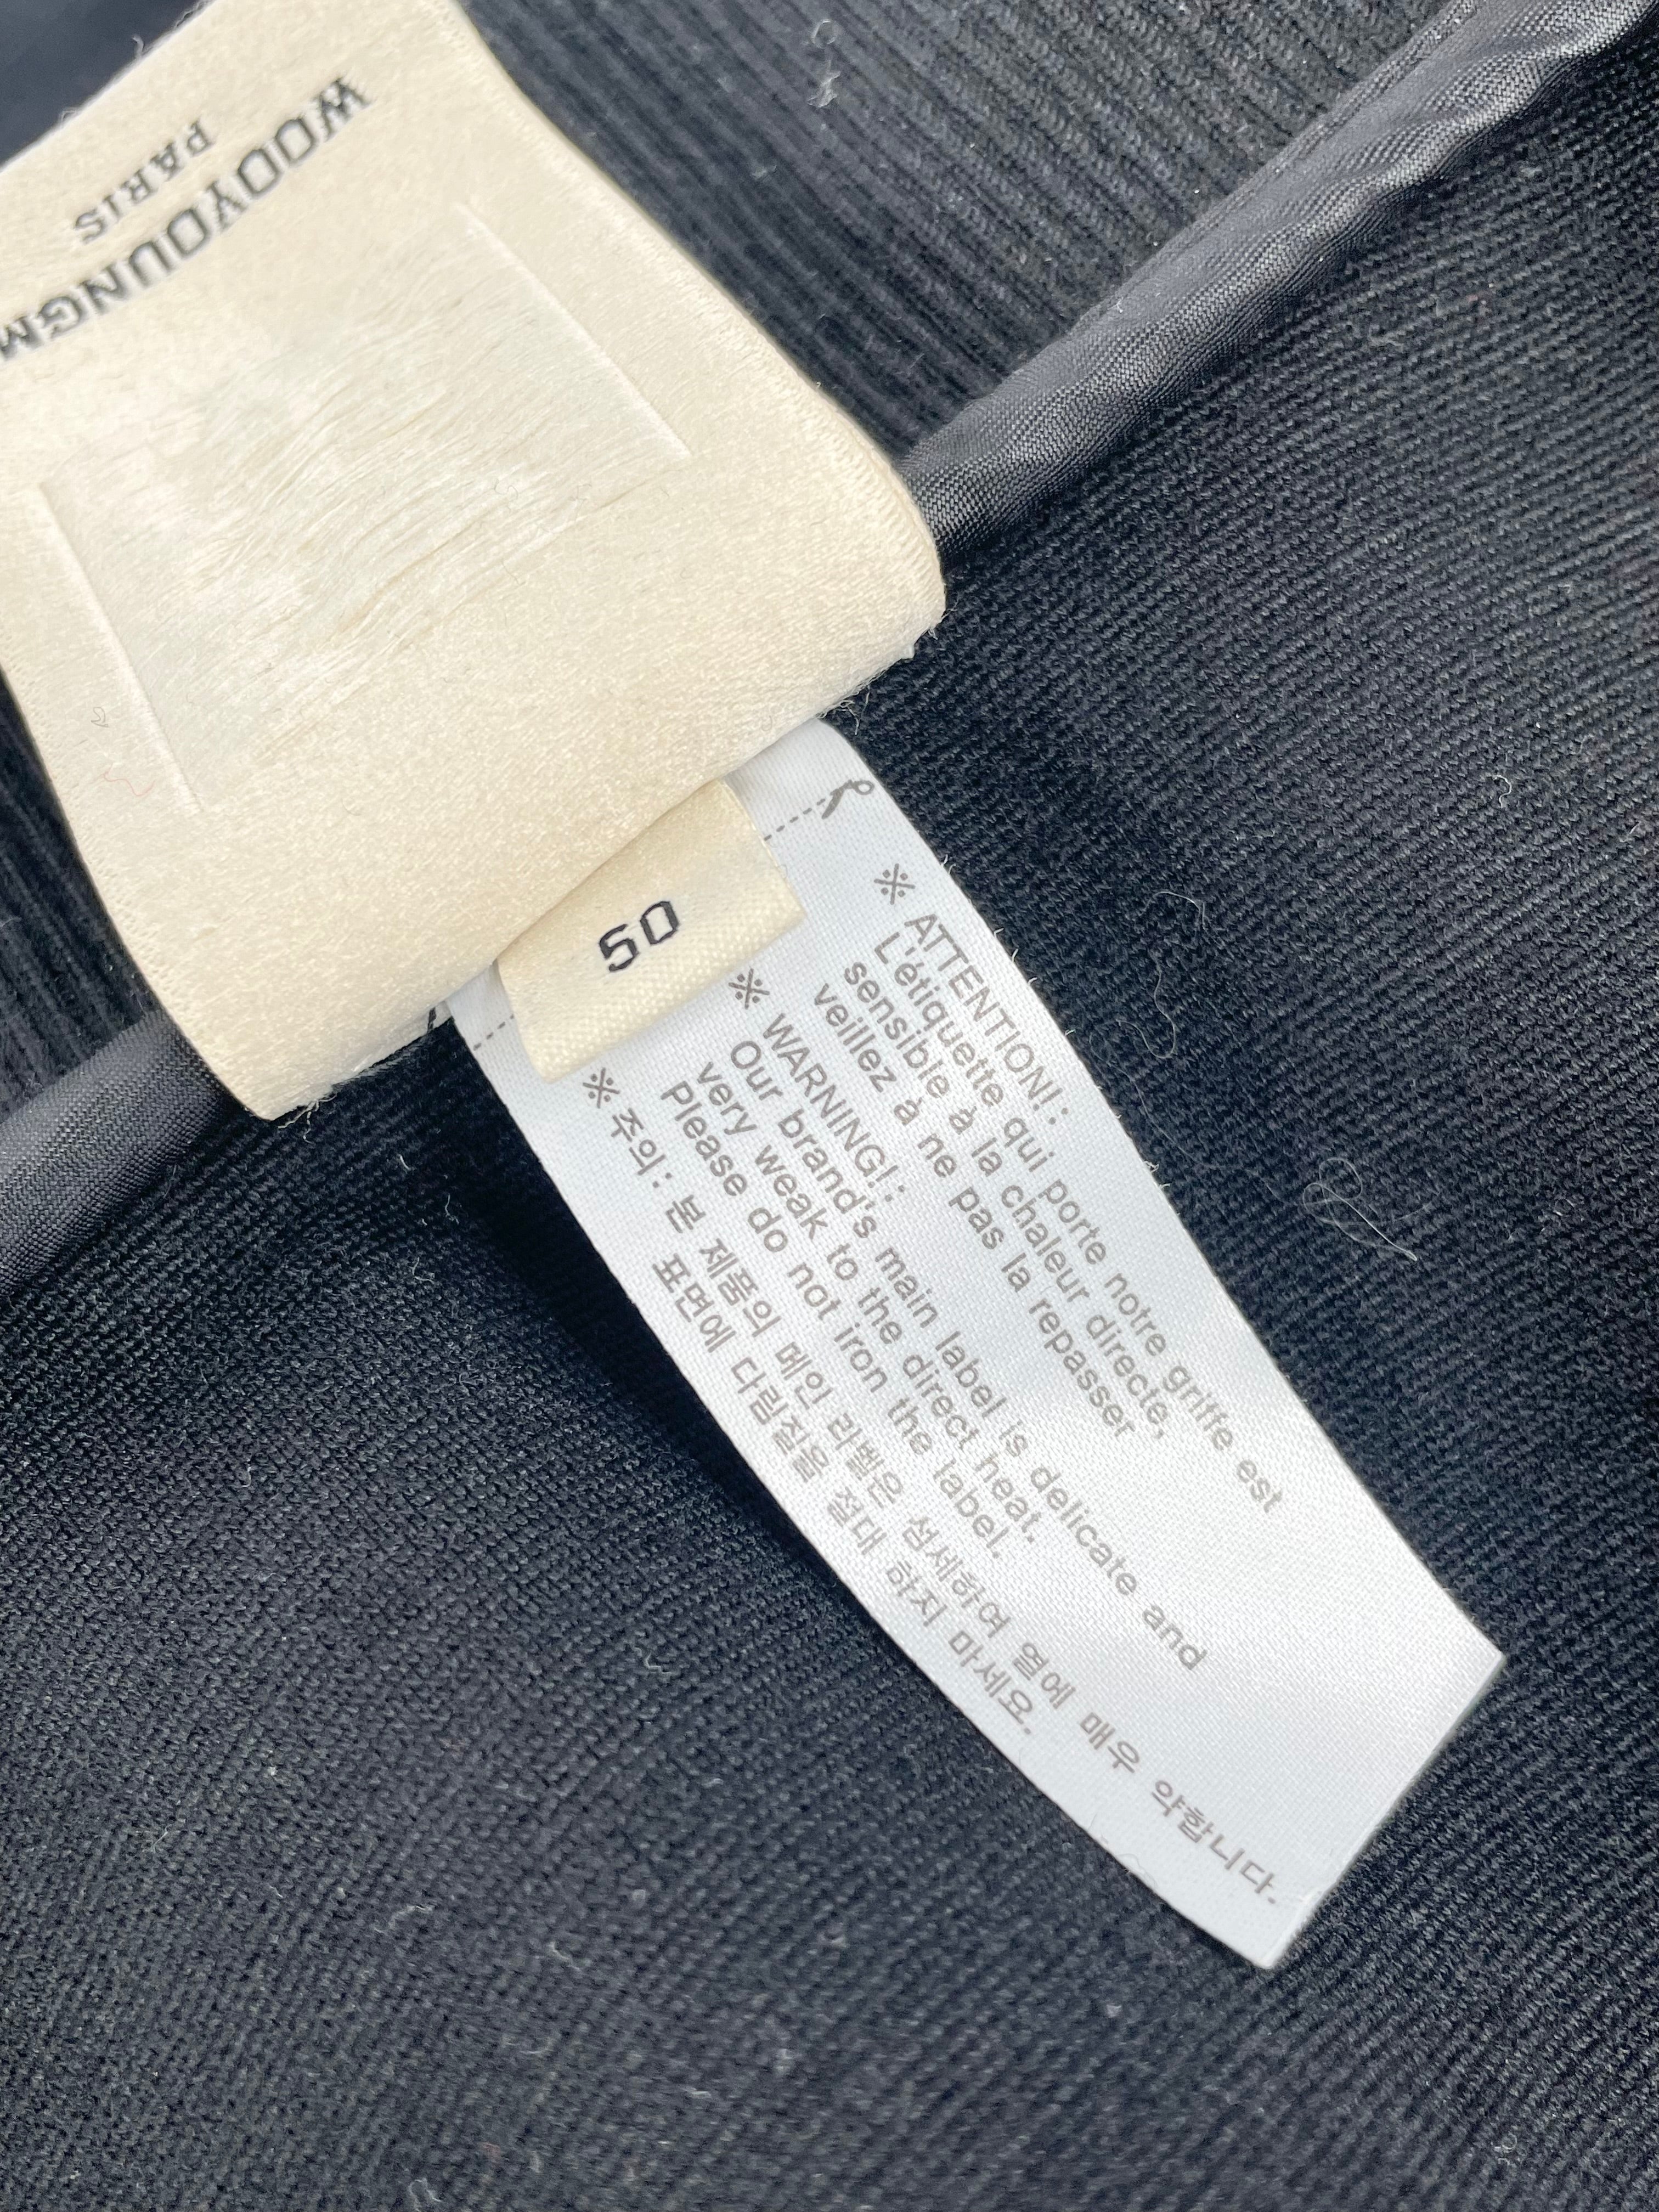 WOOYOUNGM
PARIS
50
※ ATTENTION!:
L'étiquette qui porte notre griffe est
sensible à la chaleur directe,
veillez à ne pas la repasser
※ WARNING!:
Our brand's main label is delicate and
very weak to the direct heat.
Please do not iron the label.
※ 주의: 본 제품의 메인 라벨은 섬세하여 열에 매우 약합니다.
표면에 다림질을 절대 하지 마세요.